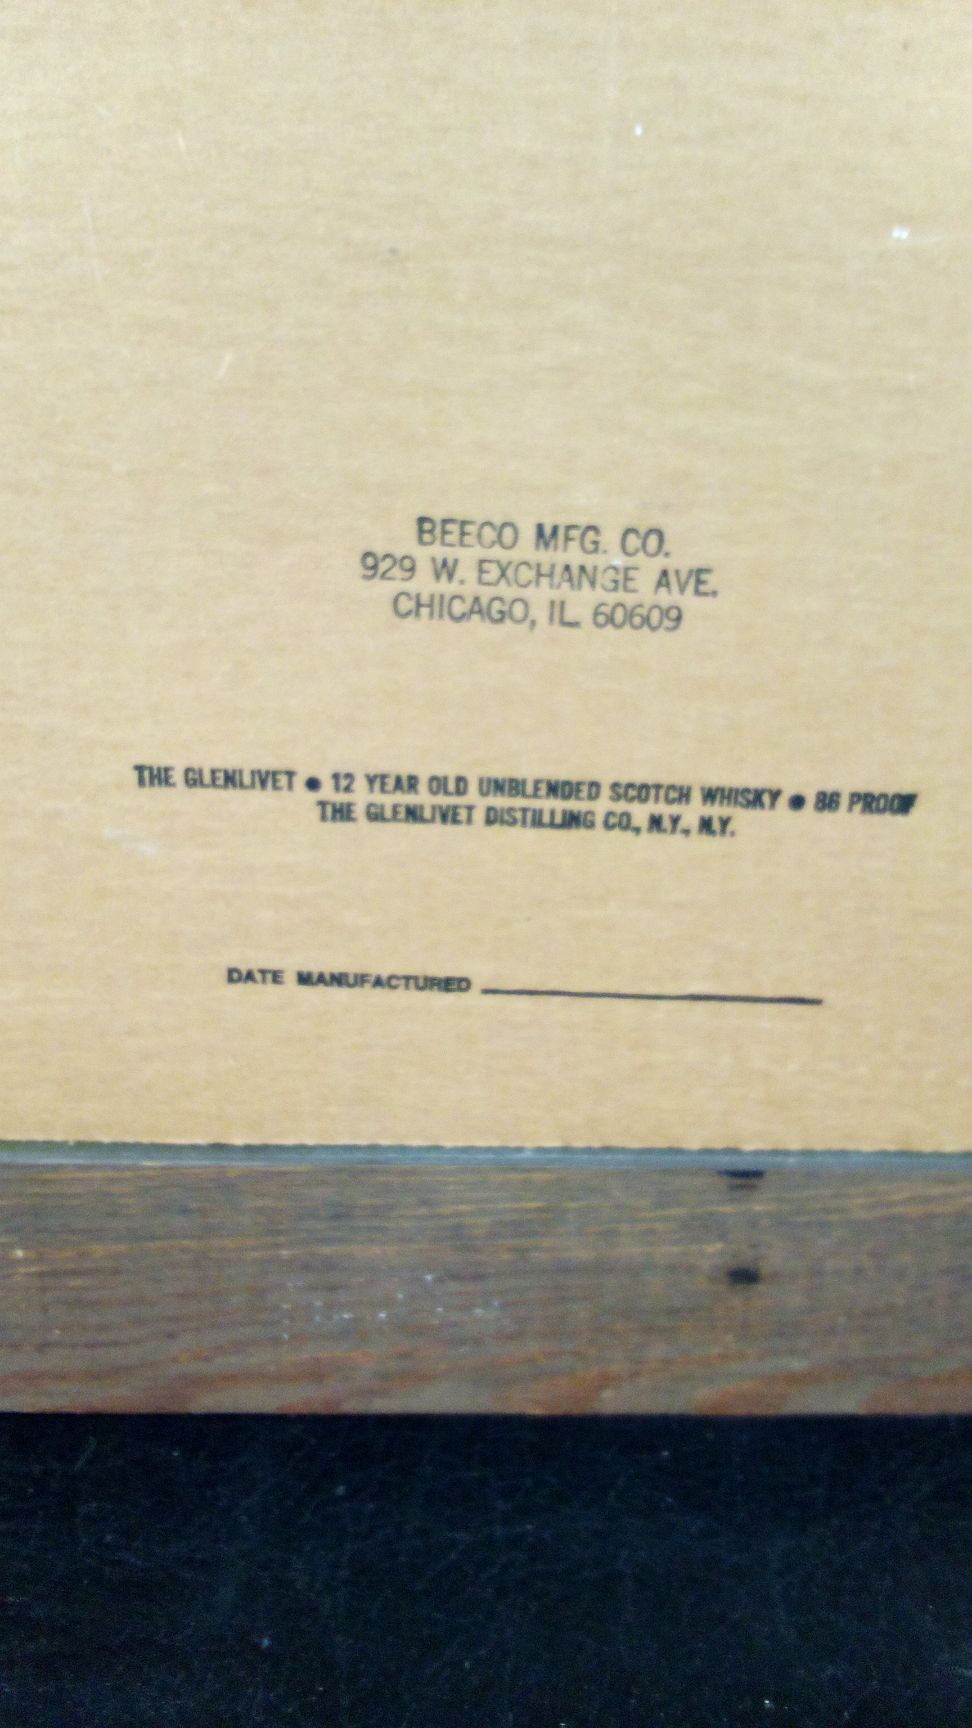 BEECO MFG. CO.
929 W. EXCHANGE AVE.
CHICAGO, IL 60609
THE GLENLIVET ● 12 YEAR OLD UNBLENDED SCOTCH WHISKY ● 86 PROOF
THE GLENLIVET DISTILLING CO., N.Y., N.Y.
DATE MANUFACTURED